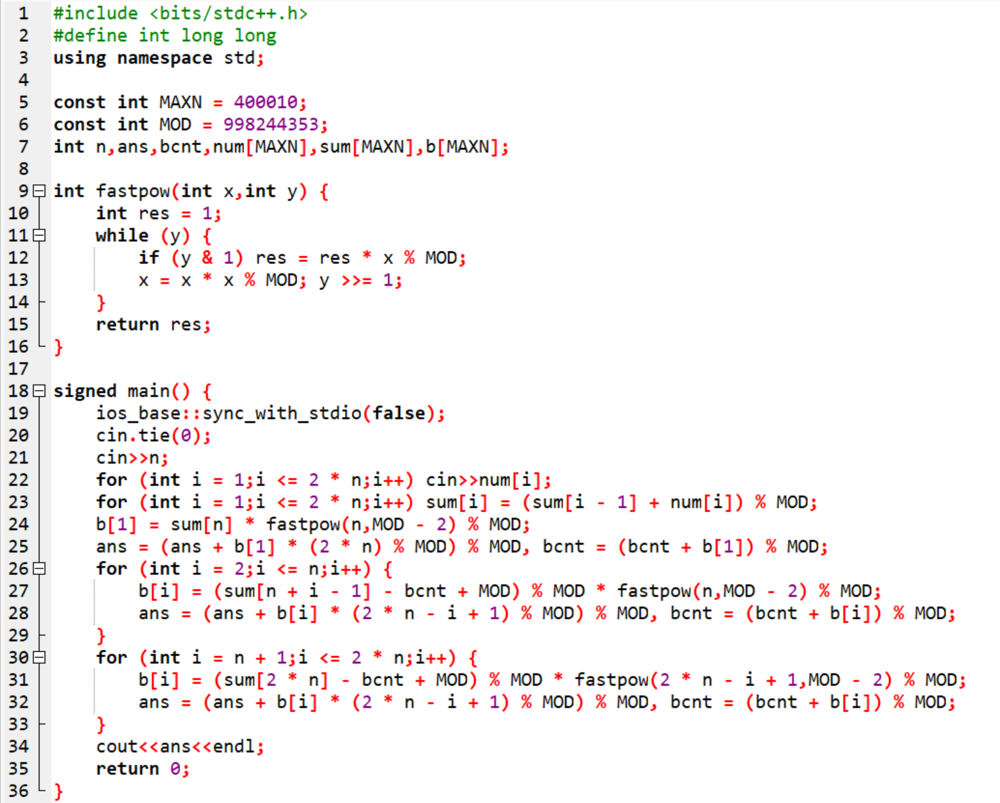 1 #include <bits/stdc++.h>
2 #define int long long
3 using namespace std;
4
5 const int MAXN = 400010;
6 const int MOD = 998244353;
7 int n,ans,bcnt,num[MAXN],sum[MAXN],b[MAXN];
8
9 int fastpow(int x,int y) {
10     int res = 1;
11     while (y) {
12         if (y & 1) res = res * x % MOD;
13         x = x * x % MOD; y >>= 1;
14     }
15     return res;
16 }
17
18 signed main() {
19     ios_base::sync_with_stdio(false);
20     cin.tie(0);
21     cin>>n;
22     for (int i = 1;i <= 2 * n;i++) cin>>num[i];
23     for (int i = 1;i <= 2 * n;i++) sum[i] = (sum[i - 1] + num[i]) % MOD;
24     b[1] = sum[n] * fastpow(n,MOD - 2) % MOD;
25     ans = (ans + b[1] * (2 * n) % MOD) % MOD, bcnt = (bcnt + b[1]) % MOD;
26     for (int i = 2;i <= n;i++) {
27         b[i] = (sum[n + i - 1] - bcnt + MOD) % MOD * fastpow(n,MOD - 2) % MOD;
28         ans = (ans + b[i] * (2 * n - i + 1) % MOD) % MOD, bcnt = (bcnt + b[i]) % MOD;
29     }
30     for (int i = n + 1;i <= 2 * n;i++) {
31         b[i] = (sum[2 * n] - bcnt + MOD) % MOD * fastpow(2 * n - i + 1,MOD - 2) % MOD;
32         ans = (ans + b[i] * (2 * n - i + 1) % MOD) % MOD, bcnt = (bcnt + b[i]) % MOD;
33     }
34     cout<<ans<<endl;
35     return 0;
36 }